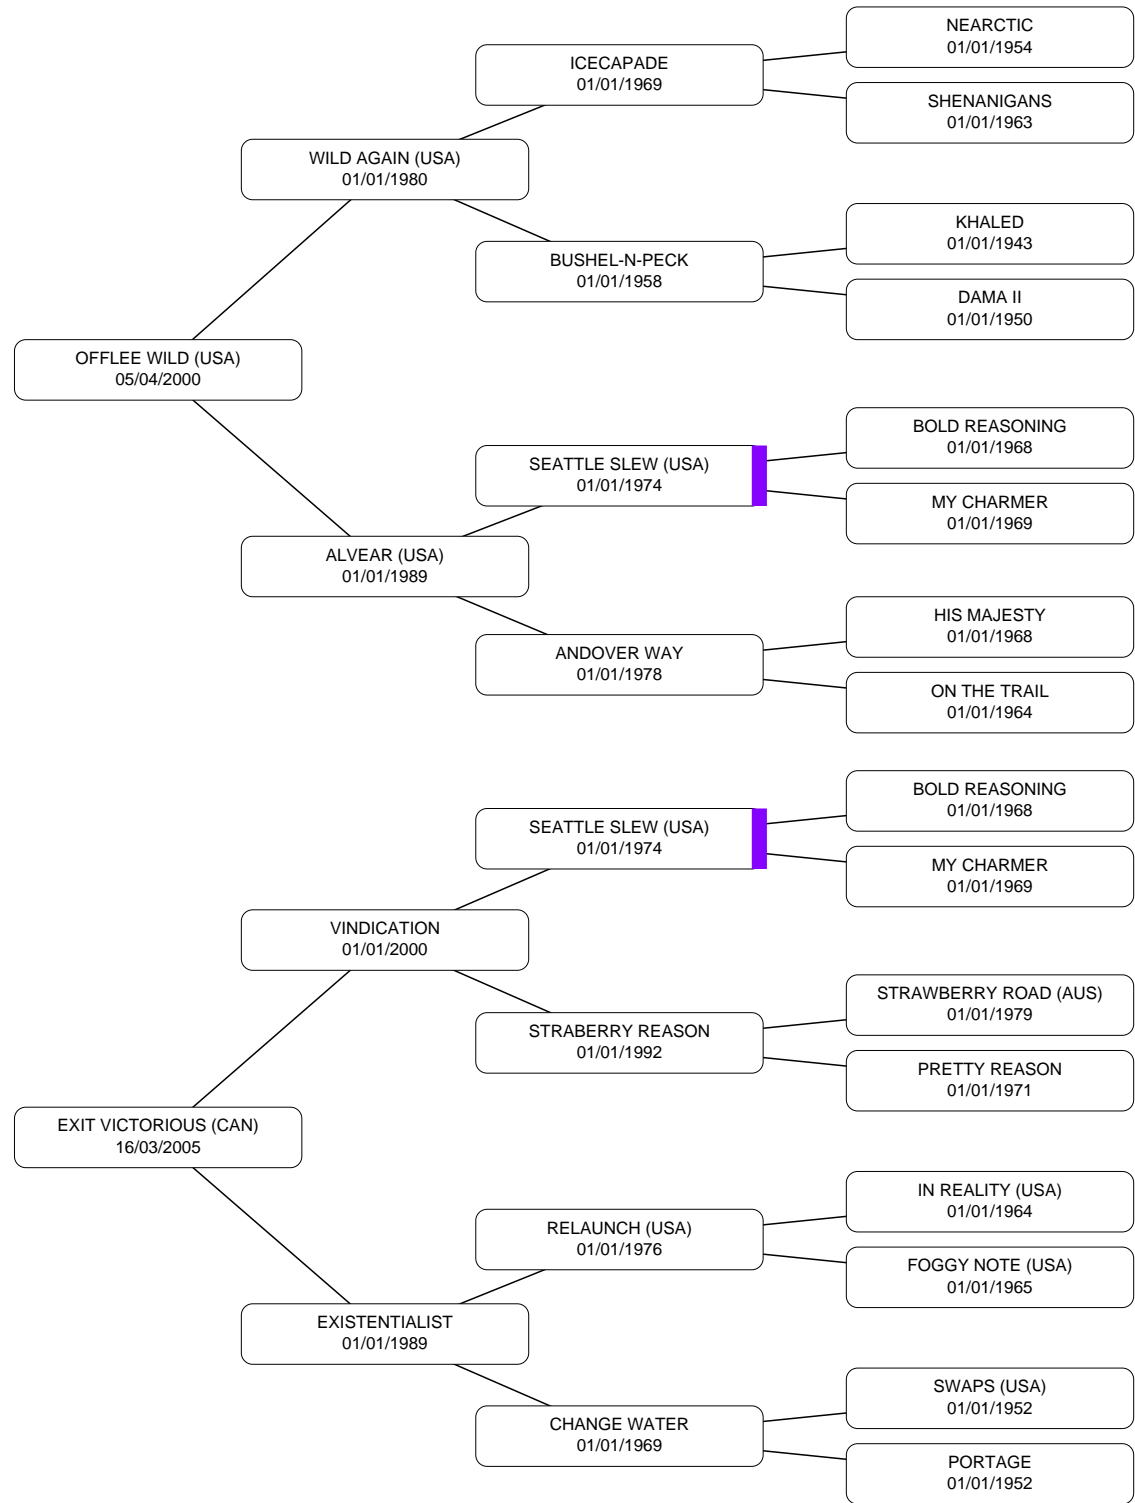 NEARCTIC
01/01/1954
ICECAPADE
01/01/1969
SHENANIGANS
01/01/1963
WILD AGAIN (USA)
01/01/1980
KHALED
01/01/1943
BUSHEL-N-PECK
01/01/1958
DAMA II
01/01/1950
OFFLEE WILD (USA)
05/04/2000
BOLD REASONING
01/01/1968
SEATTLE SLEW (USA)
01/01/1974
MY CHARMER
01/01/1969
ALVEAR (USA)
01/01/1989
HIS MAJESTY
01/01/1968
ANDOVER WAY
01/01/1978
ON THE TRAIL
01/01/1964
BOLD REASONING
01/01/1968
SEATTLE SLEW (USA)
01/01/1974
MY CHARMER
01/01/1969
VINDICATION
01/01/2000
STRAWBERRY ROAD (AUS)
01/01/1979
STRABERRY REASON
01/01/1992
PRETTY REASON
01/01/1971
EXIT VICTORIOUS (CAN)
16/03/2005
IN REALITY (USA)
01/01/1964
RELAUNCH (USA)
01/01/1976
FOGGY NOTE (USA)
01/01/1965
EXISTENTIALIST
01/01/1989
SWAPS (USA)
01/01/1952
CHANGE WATER
01/01/1969
PORTAGE
01/01/1952